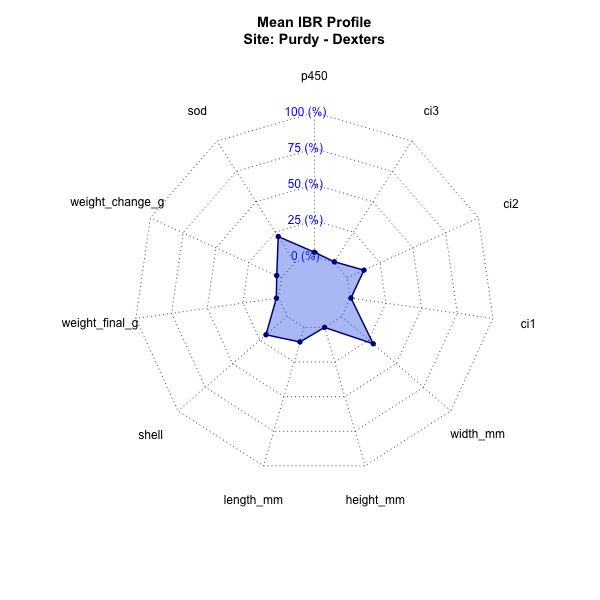 Mean IBR Profile
Site: Purdy - Dexters
p450
sod
ci3
100 (%)
75 (%)
weight_change_g
ci2
50 (%)
25 (%)
0 (%)
weight_final_g
ci1
shell
width_mm
length_mm
height_mm